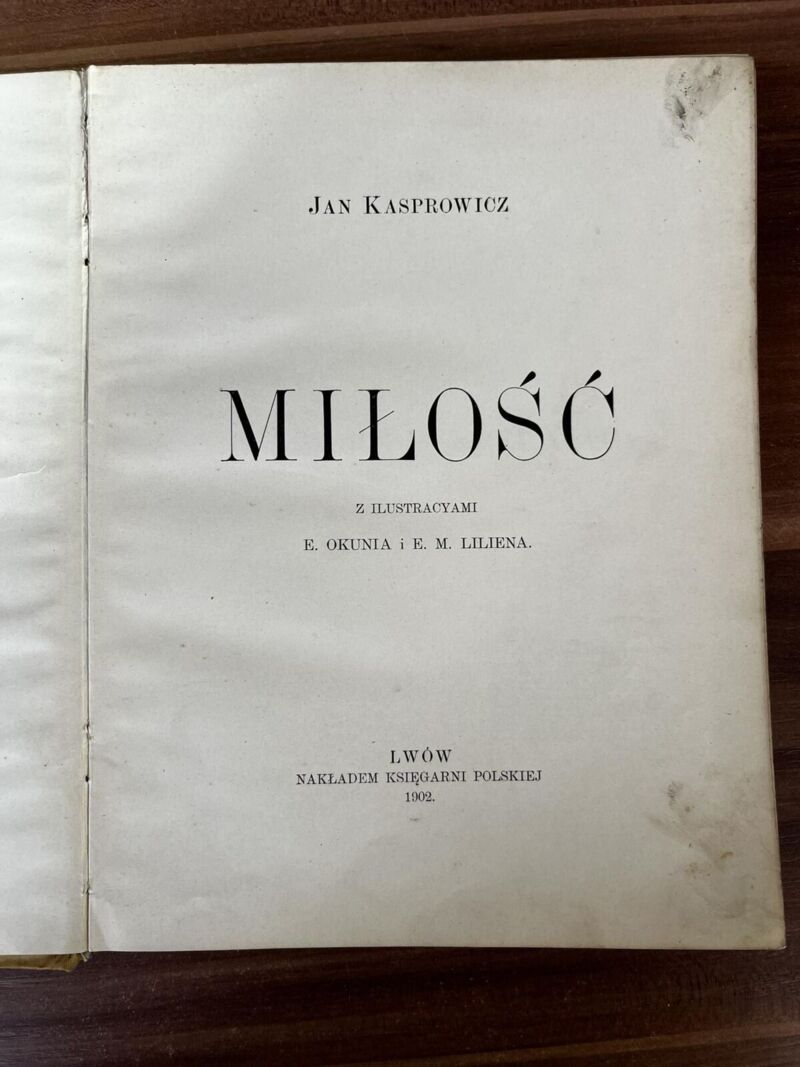 Jan Kasprowicz
MIŁOŚĆ
Z ILUSTRACYAMI
E. OKUNIA i E. M. LILIENA.
LWÓW
NAKŁADEM KSIĘGARNI POLSKIEJ
1902.